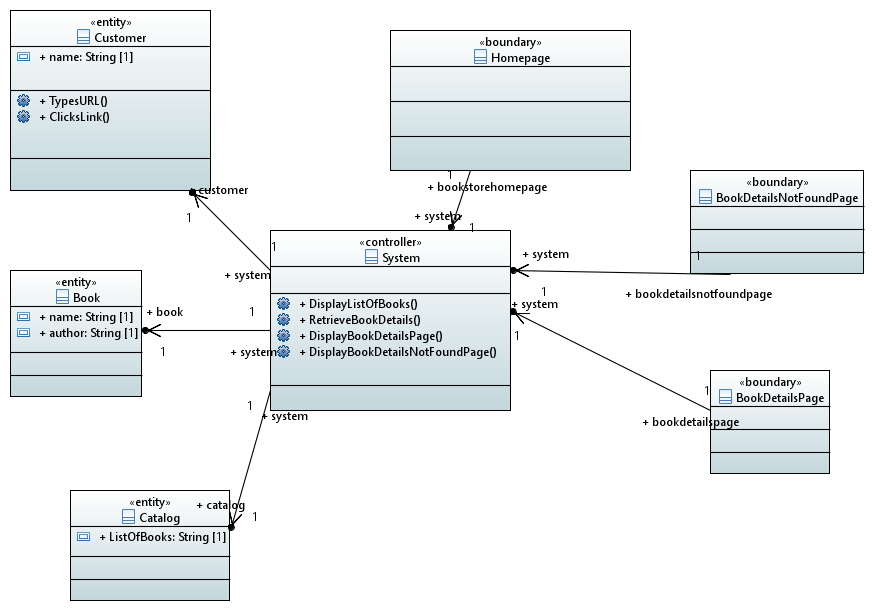 «entity»
Customer
+ name: String [1]
+ TypesURL()
+ ClicksLink()
«boundary»
Homepage
«boundary»
BookDetailsNotFoundPage
+ customer
1
1
+ bookstorehomepage
+ system
1
«controller»
System
+ DisplayListOfBooks()
+ RetrieveBookDetails()
+ DisplayBookDetailsPage()
+ DisplayBookDetailsNotFoundPage()
1
+ system
+ system
1
1
+ bookdetailsnotfoundpage
«entity»
Book
+ name: String [1]
+ author: String [1]
+ book
1
1
+ system
+ system
1
1
+ bookdetailspage
«boundary»
BookDetailsPage
1
+ system
+ catalog
1
«entity»
Catalog
+ ListOfBooks: String [1]